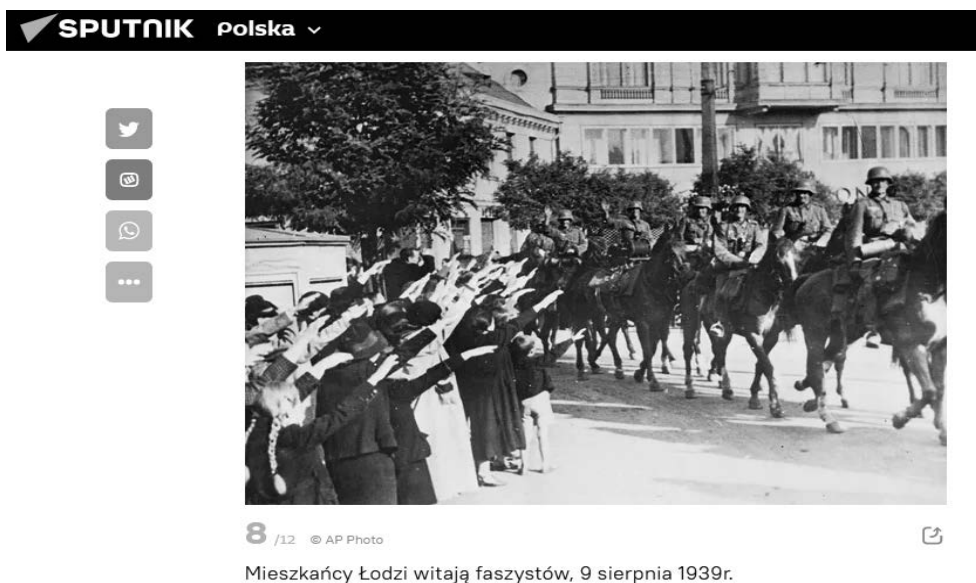 SPUTNIK Polska
8 /12 © AP Photo
Mieszkańcy Łodzi witają faszystów, 9 sierpnia 1939r.